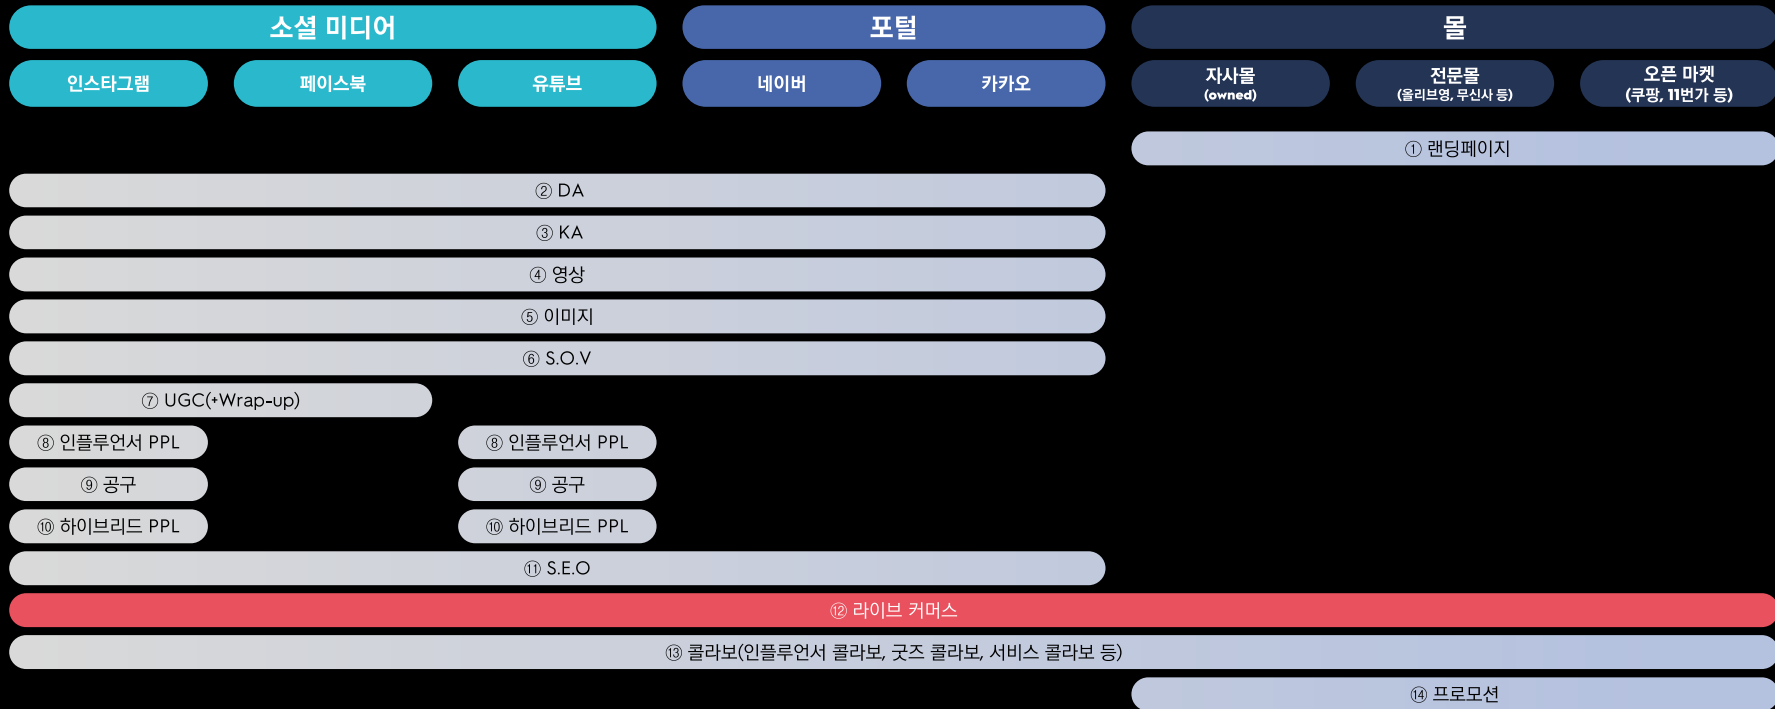 소셜 미디어
포털
몰
인스타그램
페이스북
유튜브
네이버
카카오
자사몰
(owned)
전문몰
(올리브영, 무신사 등)
오픈 마켓
(쿠팡, 11번가 등)
① 랜딩페이지
② DA
③ KA
④ 영상
⑤ 이미지
⑥ S.O.V
⑦ UGC(+Wrap-up)
⑧ 인플루언서 PPL
⑧ 인플루언서 PPL
⑨ 공구
⑨ 공구
⑩ 하이브리드 PPL
⑩ 하이브리드 PPL
⑪ S.E.O
⑫ 라이브 커머스
⑬ 콜라보(인플루언서 콜라보, 굿즈 콜라보, 서비스 콜라보 등)
⑭ 프로모션